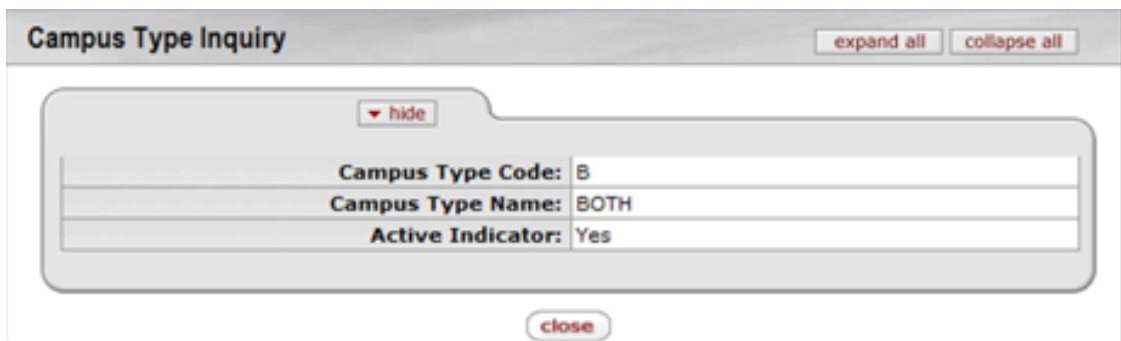 Campus Type Inquiry expand all collapse all
hide
Campus Type Code: B
Campus Type Name: BOTH
Active Indicator: Yes
close